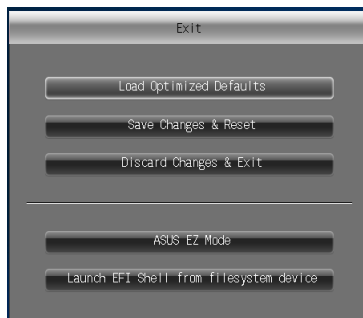 Exit
Load Optimized Defaults
Save Changes & Reset
Discard Changes & Exit
ASUS EZ Mode
Launch EFI Shell from filesystem device